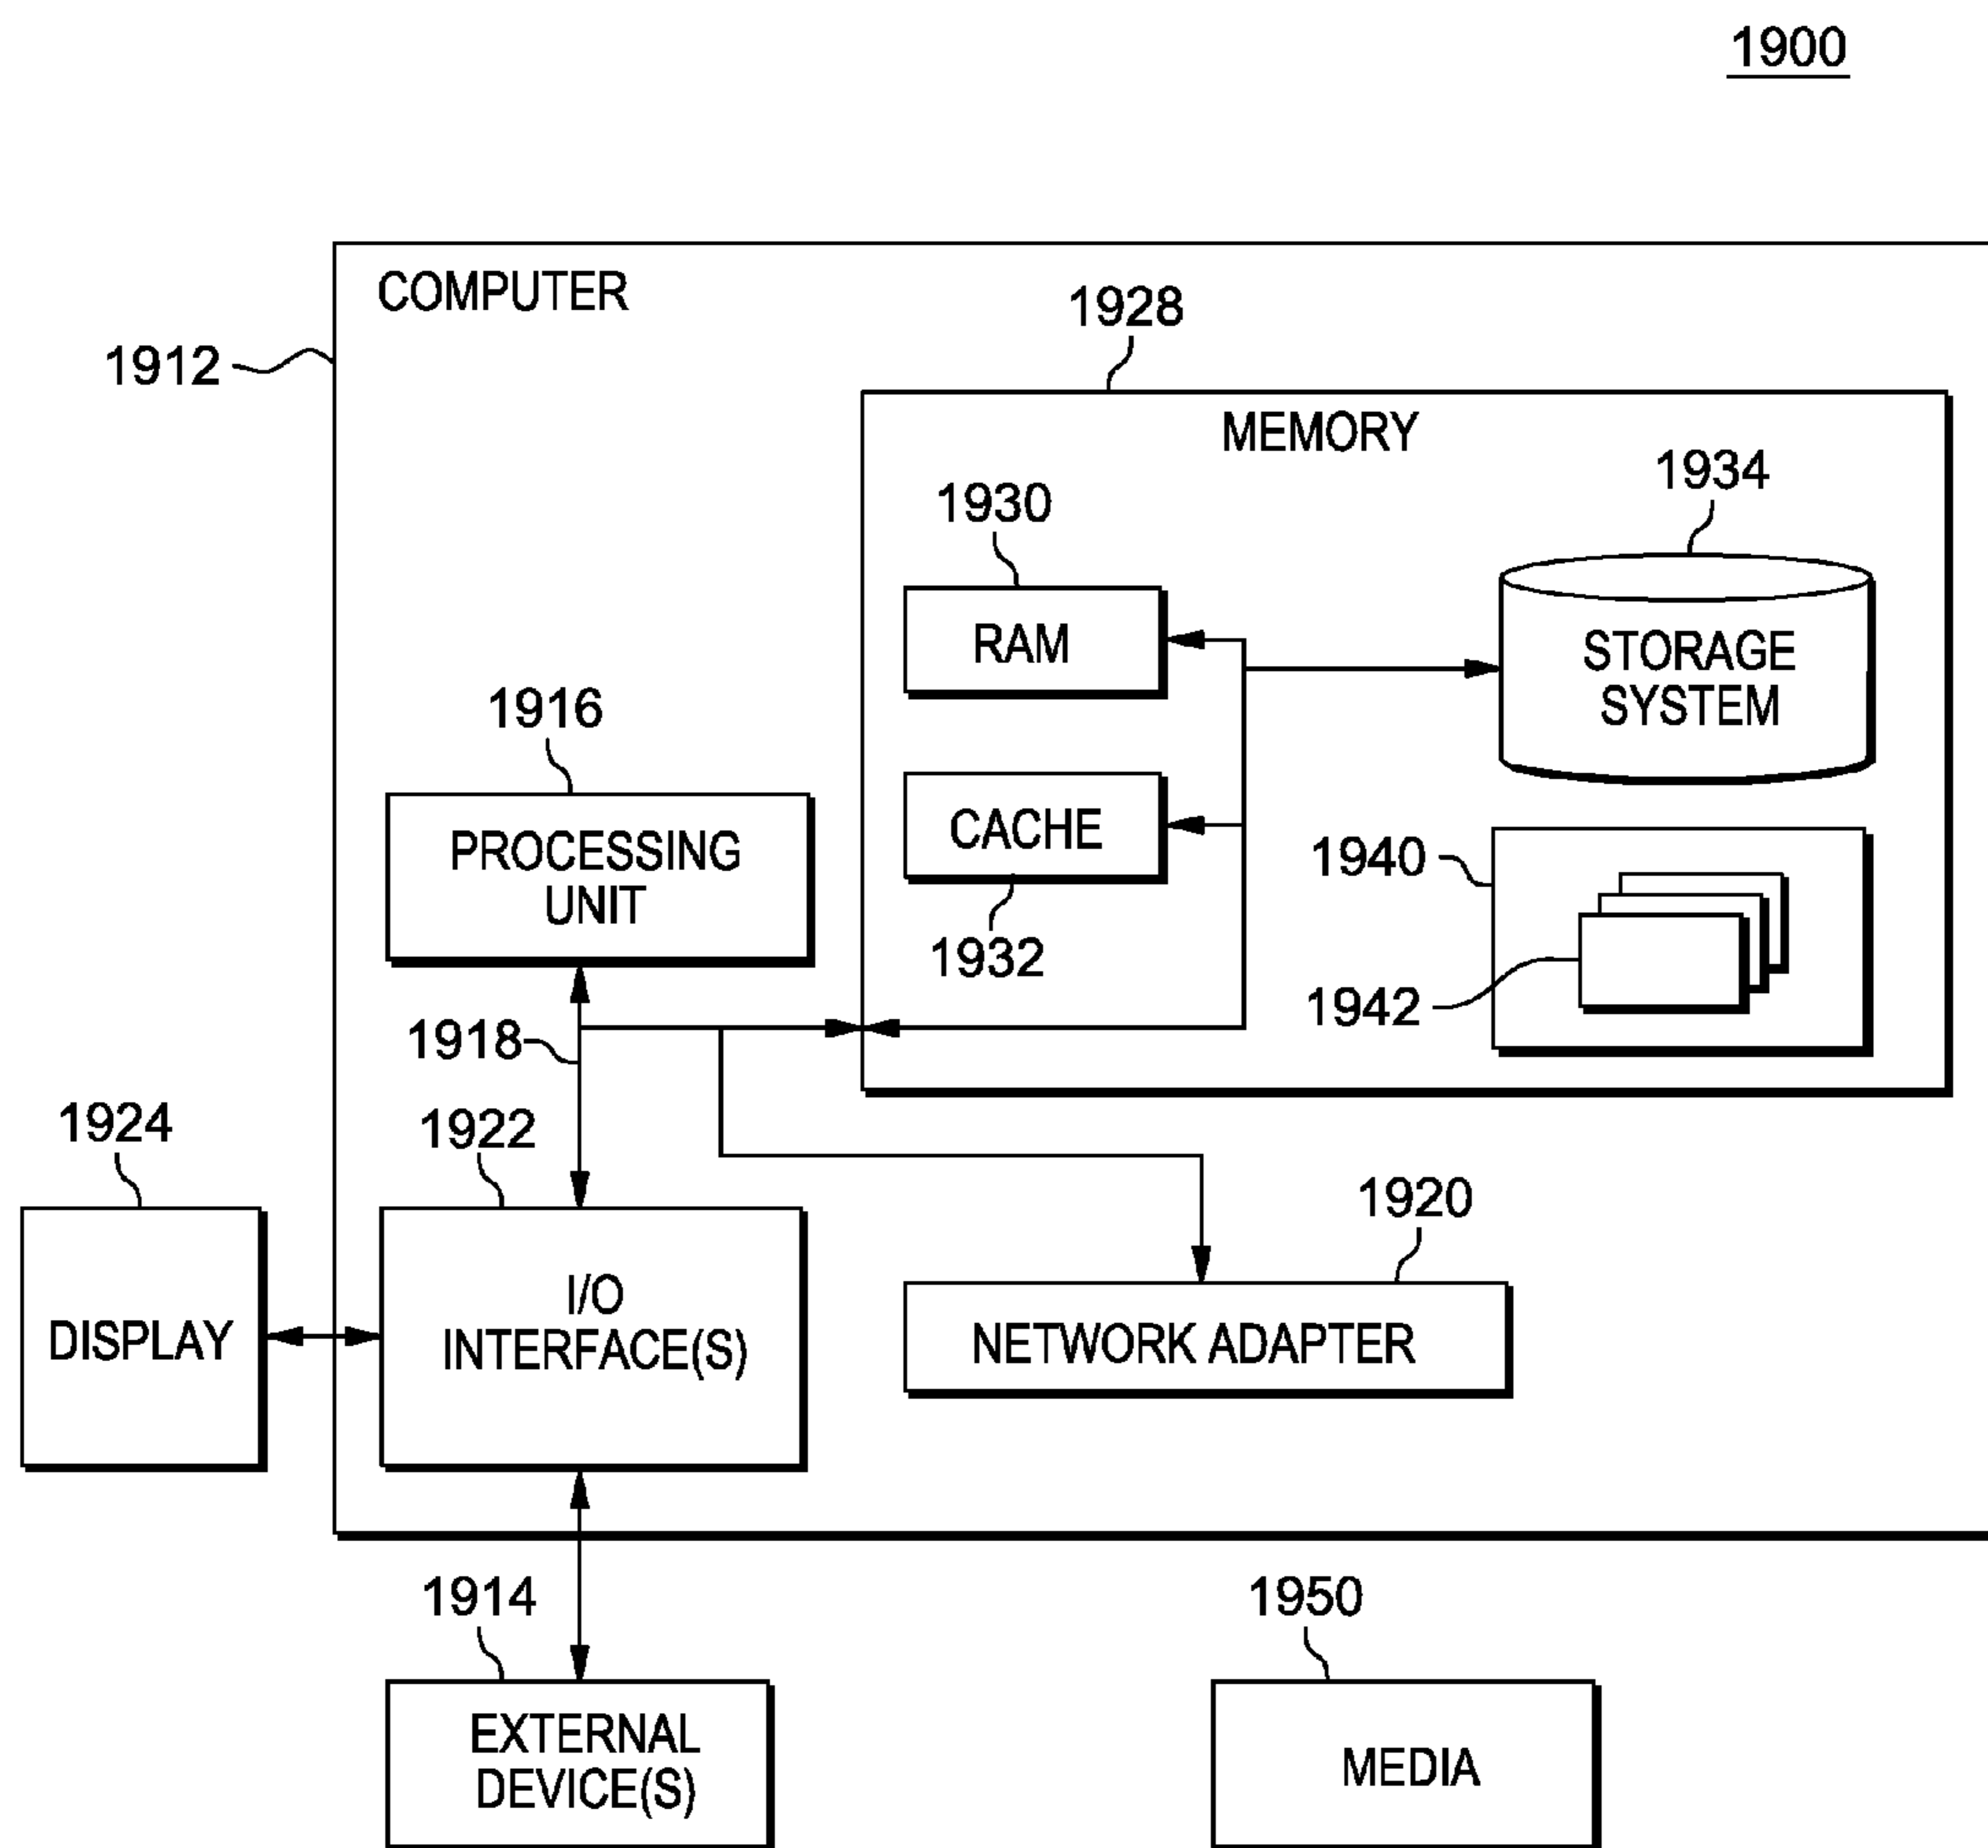 1900
COMPUTER
1912
1928
MEMORY
1934
1930
RAM
STORAGE
SYSTEM
1916
PROCESSING
UNIT
CACHE
1932
1940
1942
1918
1924
DISPLAY
1922
I/O
INTERFACE(S)
1920
NETWORK ADAPTER
1914
EXTERNAL
DEVICE(S)
1950
MEDIA